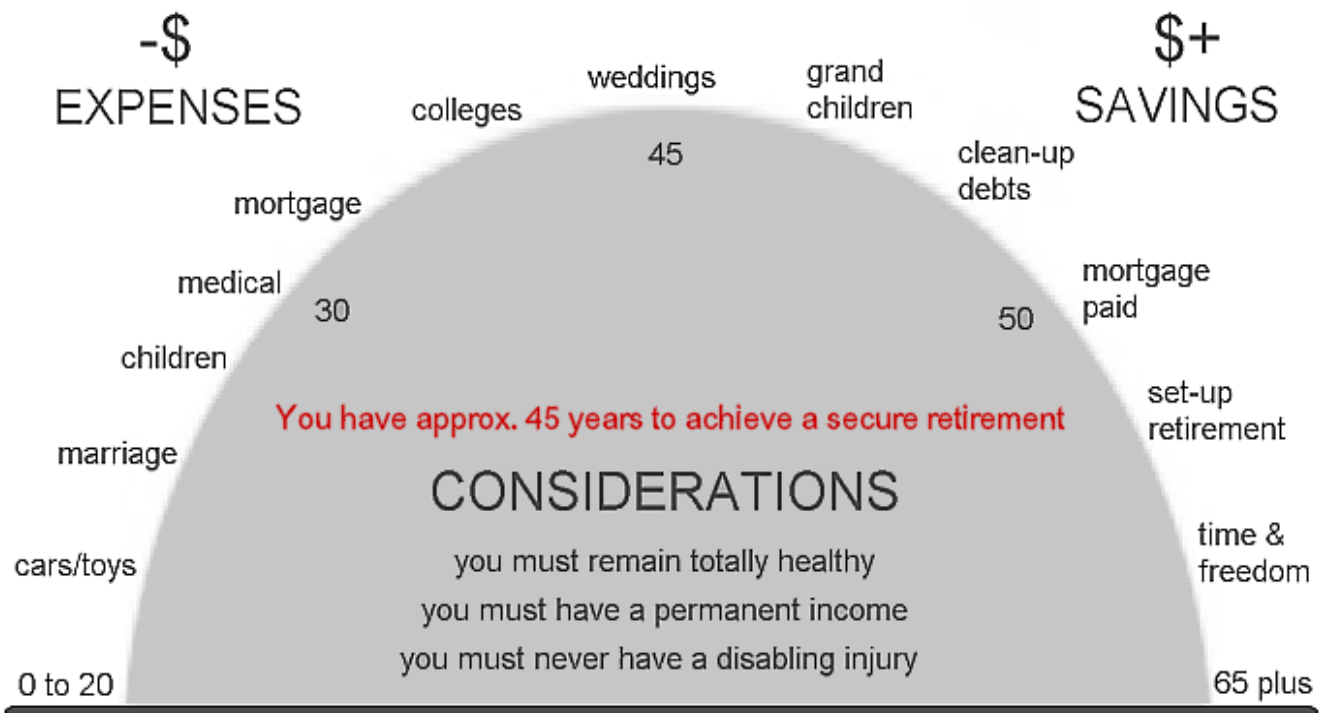 -$
EXPENSES
$+
SAVINGS
cars/toys
marriage
children
medical
mortgage
colleges
weddings
grand
children
clean-up
debts
mortgage
paid
set-up
retirement
time &
freedom
0 to 20
30
45
50
65 plus
You have approx. 45 years to achieve a secure retirement
CONSIDERATIONS
you must remain totally healthy
you must have a permanent income
you must never have a disabling injury